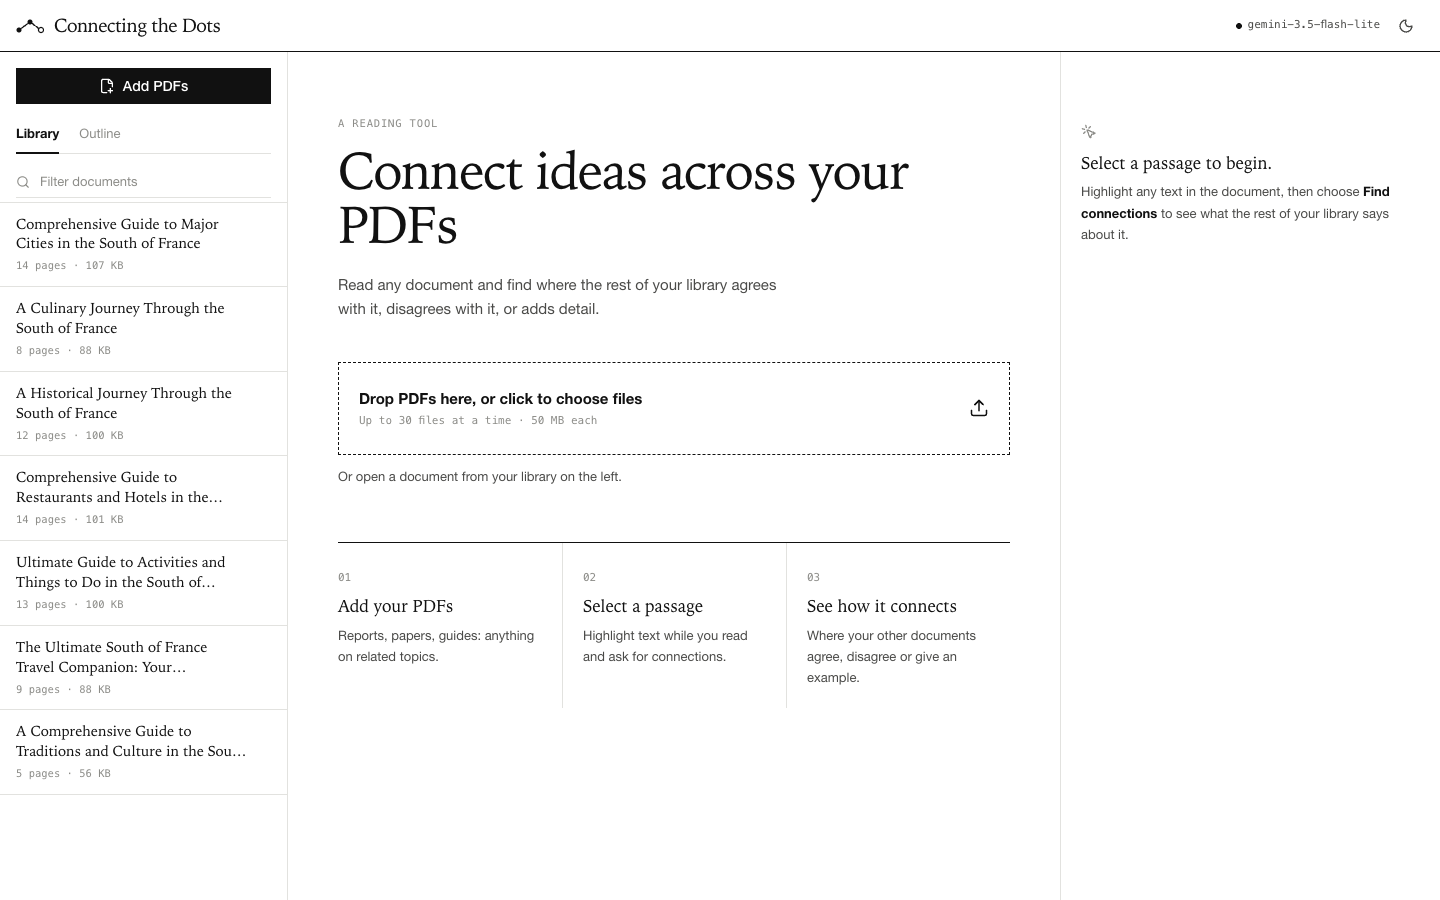 Connecting the Dots
gemini-3.5-flash-lite
Add PDFs
Library
Outline
Filter documents
Comprehensive Guide to Major
Cities in the South of France
14 pages · 107 KB
A Culinary Journey Through the
South of France
8 pages · 88 KB
A Historical Journey Through the
South of France
12 pages · 100 KB
Comprehensive Guide to
Restaurants and Hotels in the…
14 pages · 101 KB
Ultimate Guide to Activities and
Things to Do in the South of…
13 pages · 100 KB
The Ultimate South of France
Travel Companion: Your…
9 pages · 88 KB
A Comprehensive Guide to
Traditions and Culture in the Sou…
5 pages · 56 KB
A READING TOOL
Connect ideas across your
PDFs
Read any document and find where the rest of your library agrees
with it, disagrees with it, or adds detail.
Drop PDFs here, or click to choose files
Up to 30 files at a time · 50 MB each
Or open a document from your library on the left.
01
Add your PDFs
Reports, papers, guides: anything
on related topics.
02
Select a passage
Highlight text while you read
and ask for connections.
03
See how it connects
Where your other documents
agree, disagree or give an
example.
Select a passage to begin.
Highlight any text in the document, then choose Find
connections to see what the rest of your library says
about it.